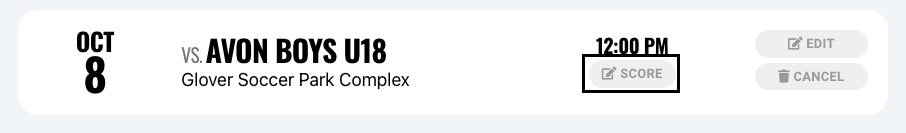 OCT
8
VS. AVON BOYS U18
Glover Soccer Park Complex
12:00 PM
SCORE
EDIT
CANCEL